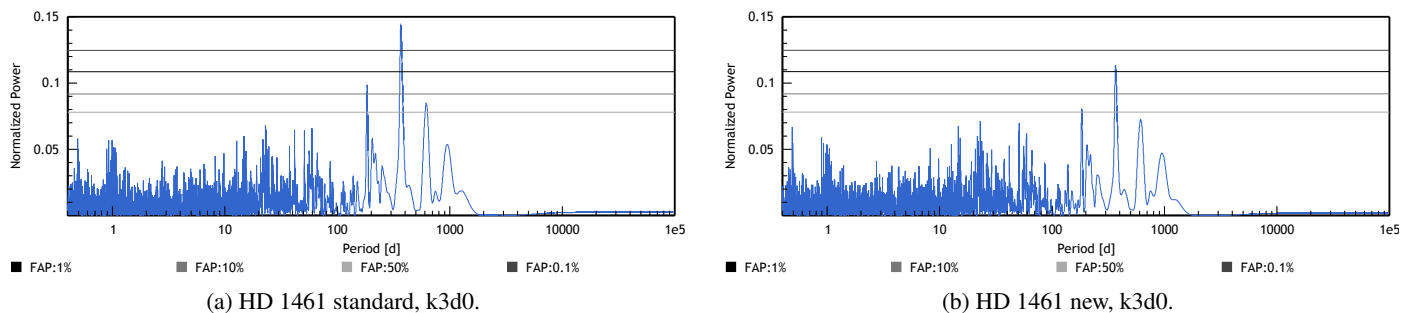 0.15
0.1
0.05
Normalized Power
1 10 100 1000 10000 1e5
Period [d]
FAP:1% FAP:10% FAP:50% FAP:0.1%
(a) HD 1461 standard, k3d0.
0.15
0.1
0.05
Normalized Power
1 10 100 1000 10000 1e5
Period [d]
FAP:1% FAP:10% FAP:50% FAP:0.1%
(b) HD 1461 new, k3d0.